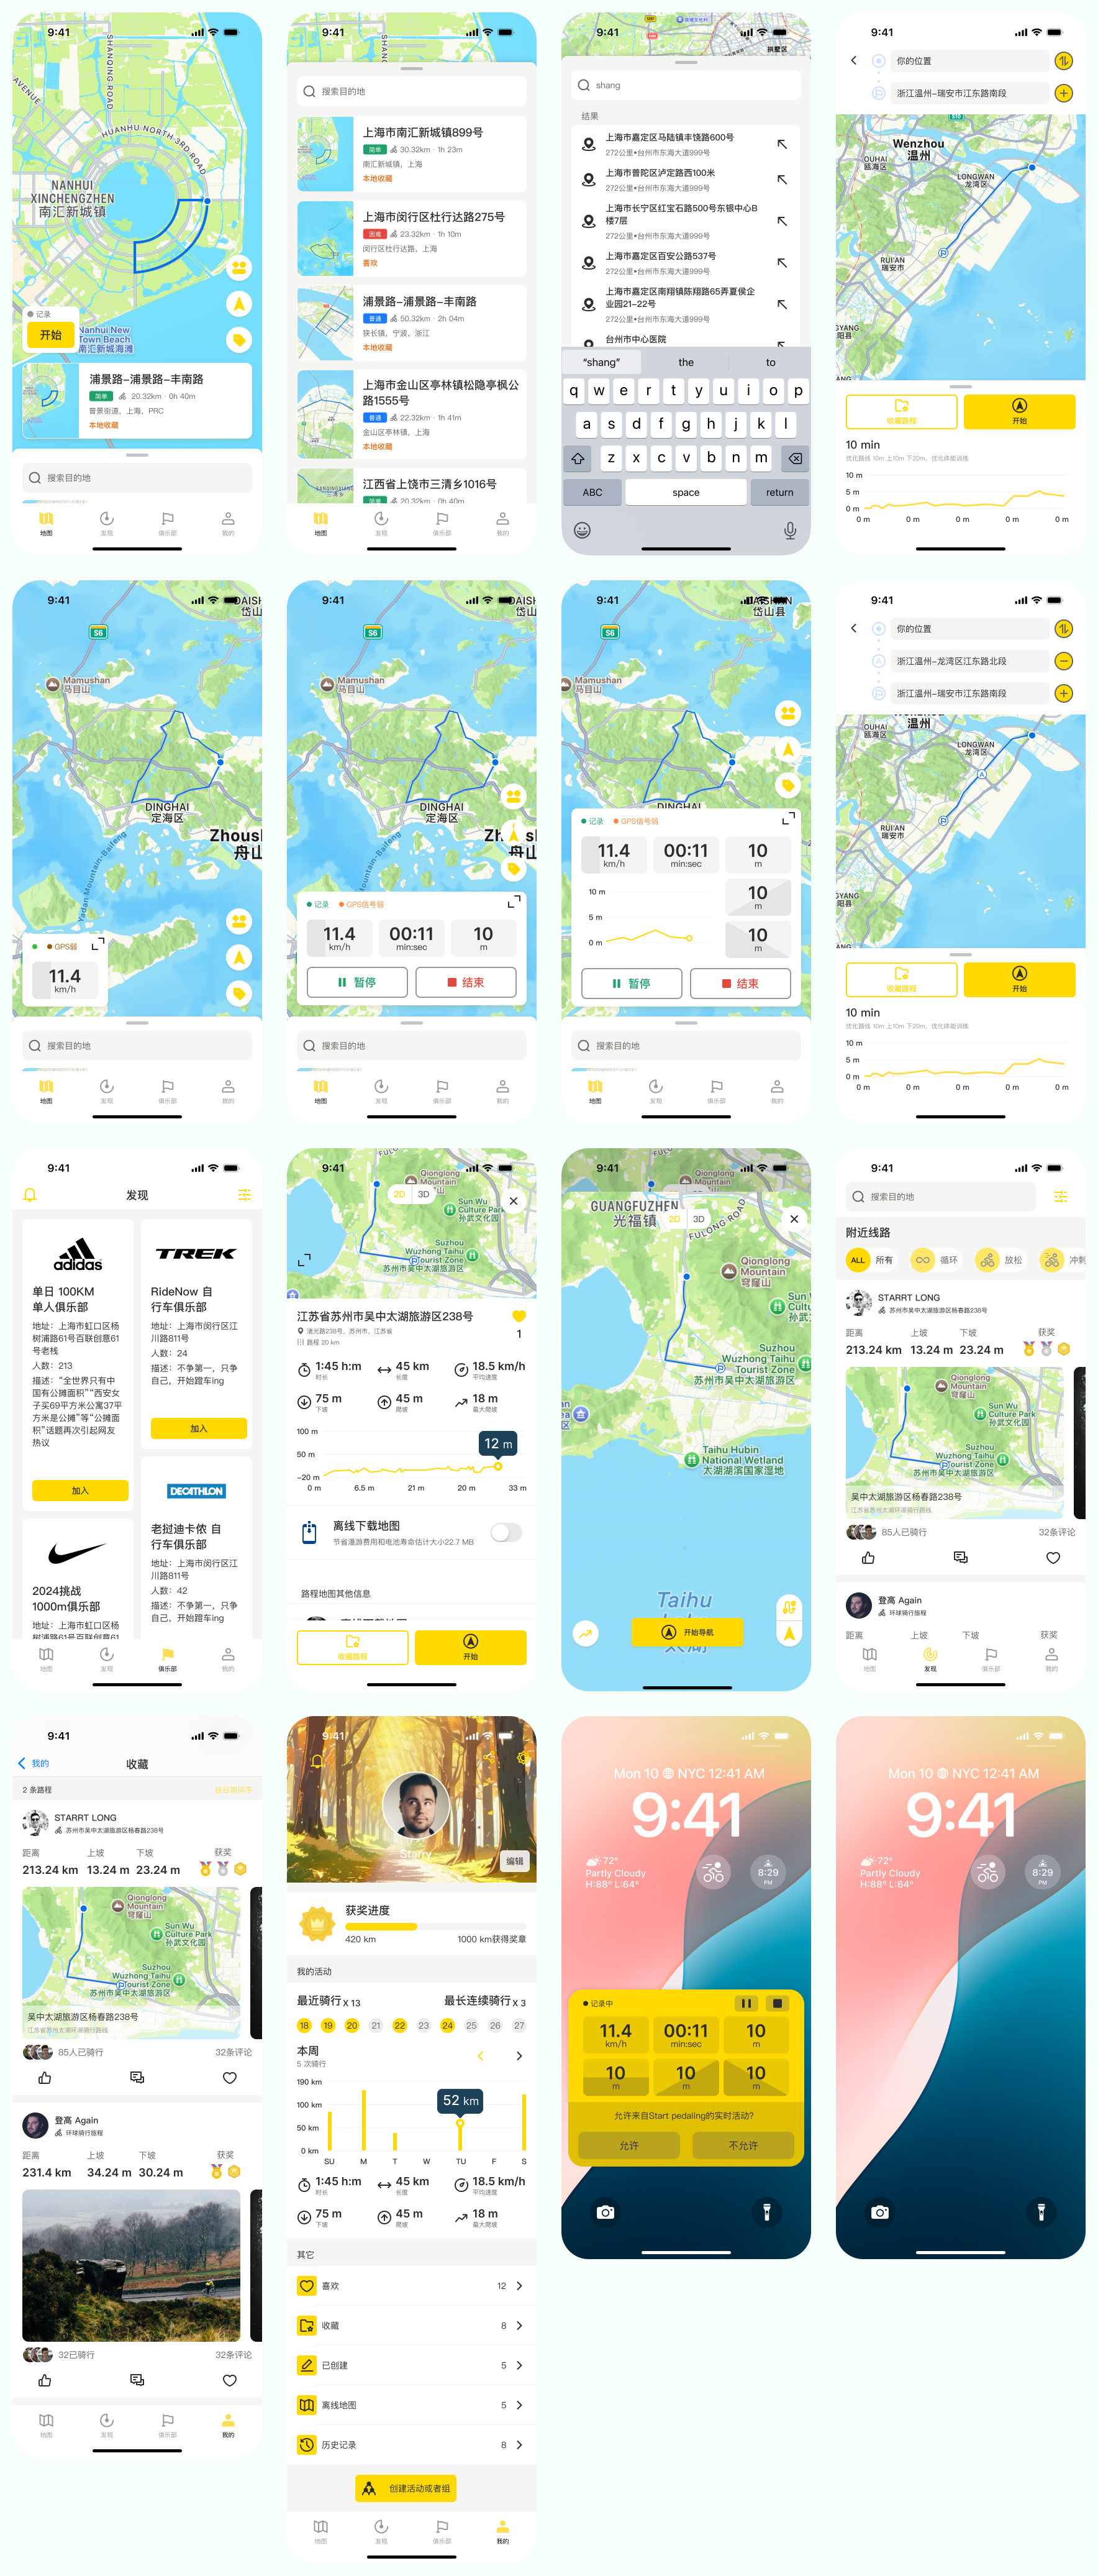 9:41
SHANQING ROAD
AVENUE
HUANHU NORTH 3RD ROAD
NANHUI
XINCHENGZHEN
南汇新城镇
记录
开始
Nanhui New
Town Beach
南汇新城海滩
浦景路-浦景路-丰南路
简单 20.32km · 0h 40m
普景街道，上海，PRC
本地收藏
搜索目的地
地图 发现 俱乐部 我的
9:41
搜索目的地
上海市南汇新城镇899号
简单 30.32km · 1h 23m
南汇新城镇，上海
本地收藏
上海市闵行区杜行达路275号
困难 23.32km · 1h 10m
闵行区杜行达路，上海
喜欢
浦景路-浦景路-丰南路
普通 50.32km · 2h 04m
狭长镇，宁波，浙江
本地收藏
上海市金山区亭林镇松隐亭枫公
路1555号
普通 22.32km · 1h 41m
金山区亭林镇，上海
本地收藏
江西省上饶市三清乡1016号
简单 20.32km · 0h 40m
地图 发现 俱乐部 我的
9:41
拱墅区
shang
结果
上海市嘉定区马陆镇丰饶路600号
272公里•台州市东海大道999号
上海市普陀区泸定路西100米
272公里•台州市东海大道999号
上海市长宁区红宝石路500号东银中心B
楼7层
272公里•台州市东海大道999号
上海市嘉定区百安公路537号
272公里•台州市东海大道999号
上海市嘉定区南翔镇陈翔路65弄夏侯企
业园21-22号
272公里•台州市东海大道999号
台州市中心医院
“shang” the to
q w e r t y u i o p
a s d f g h j k l
z x c v b n m
ABC space return
9:41
你的位置
浙江温州-瑞安市江东路南段
Wenzhou
温州
OUHAI
瓯海区
LONGWAN
龙湾区
RUI'AN
瑞安市
GYANG
阳县
收藏路程
开始
10 min
优化路线 10m 上10m 下20m，优化体能训练
10 m
5 m
0 m
0 m 0 m 0 m 0 m 0 m
9:41
DAISH
岱山
S6
Mamushan
马目山
DINGHAI
定海区
Zhoush
舟山
Yadan Mountain-Baifeng
GPS弱
11.4
km/h
搜索目的地
地图 发现 俱乐部 我的
9:41
DAISH
岱山
S6
Mamushan
马目山
DINGHAI
定海区
舟山
Mountain-Baifeng
记录 GPS信号弱
11.4 00:11 10
km/h min:sec m
暂停 结束
搜索目的地
地图 发现 俱乐部 我的
9:41
DAISHAN
岱山县
S6
Mamushan
马目山
DINGHAI
记录 GPS信号弱
11.4 00:11 10
km/h min:sec m
10 m
5 m
0 m
10
m
10
m
暂停 结束
搜索目的地
地图 发现 俱乐部 我的
9:41
你的位置
浙江温州-龙湾区江东路北段
浙江温州-瑞安市江东路南段
温州
OUHAI
瓯海区
LONGWAN
龙湾区
A
RUI'AN
瑞安市
GYANG
阳县
收藏路程
开始
10 min
优化路线 10m 上10m 下20m，优化体能训练
10 m
5 m
0 m
0 m 0 m 0 m 0 m 0 m
9:41
发现
adidas
单日 100KM
单人俱乐部
地址：上海市虹口区杨
树浦路61号百联创意61
号老栈
人数：213
描述：“全世界只有中
国有公摊面积”“西安女
子买69平方米公寓37平
方米是公摊”等“公摊面
积”话题再次引起网友
热议
加入
TREK
RideNow 自
行车俱乐部
地址：上海市闵行区江
川路811号
人数：24
描述：不争第一，只争
自己，开始蹬车ing
加入
DECATHLON
老挝迪卡侬 自
行车俱乐部
地址：上海市闵行区江
川路811号
人数：42
描述：不争第一，只争
自己，开始蹬车ing
2024挑战
1000m俱乐部
地址：上海市虹口区杨
树浦路61号百联创意61
地图 发现 俱乐部 我的
9:41
Qionglong
Mountain
穹窿山
2D 3D
Sun Wu
Culture Park
孙武文化园
Suzhou
Wuzhong Taihu
Tourist Zone
苏州市吴中太湖旅游区
江苏省苏州市吴中太湖旅游区238号
1
清光路238号，苏州市，江苏省
路程 20 km
1:45 h:m 45 km 18.5 km/h
时长 长度 平均速度
75 m 45 m 18 m
下坡 爬坡 最大爬坡
12 m
100 m
50 m
-20 m
0 m 6.5 m 21 m 20 m 33 m
离线下载地图
节省漫游费用和电池寿命估计大小22.7 MB
路程地图其他信息
收藏路程
开始
9:41
GUANGFUZHEN
光福镇
2D 3D
FULONG ROAD
Qionglong
Mountain
穹窿山
Suzhou
Wuzhong Taihu
Tourist Zone
苏州市吴中太湖旅游区
Taihu Hubin
National Wetland
太湖湖滨国家湿地
Taihu
开始导航
9:41
搜索目的地
附近线路
ALL 所有 循环 放松 冲刺
STARRT LONG
苏州市吴中太湖旅游区杨春路238号
距离 上坡 下坡 获奖
213.24 km 13.24 m 23.24 m
Qionglong
Mountain
穹窿山
Sun Wu
Culture Park
孙武文化园
Suzhou
Wuzhong Taihu
Tourist Zone
苏州市吴中太湖旅游区
吴中太湖旅游区杨春路238号
江苏省苏州太湖环湖骑行路线
85人已骑行 32条评论
登高 Again
环球骑行旅程
距离 上坡 下坡 获奖
地图 发现 俱乐部 我的
9:41
我的 收藏
2 条路程 按日期排序
STARRT LONG
苏州市吴中太湖旅游区杨春路238号
距离 上坡 下坡 获奖
213.24 km 13.24 m 23.24 m
Qionglong
Mountain
穹窿山
Sun Wu
Culture Park
孙武文化园
Suzhou
Wuzhong Taihu
Tourist Zone
苏州市吴中太湖旅游区
吴中太湖旅游区杨春路238号
江苏省苏州太湖环湖骑行路线
85人已骑行 32条评论
登高 Again
环球骑行旅程
距离 上坡 下坡 获奖
231.4 km 34.24 m 30.24 m
32已骑行 32条评论
地图 发现 俱乐部 我的
9:41
Starry
编辑
获奖进度
420 km 1000 km获得奖章
我的活动
最近骑行 x 13 最长连续骑行 x 3
18 19 20 21 22 23 24 25 26 27
本周
5 次骑行
190 km
100 km
50 km
0 km
52 km
SU M T W TU F S
1:45 h:m 45 km 18.5 km/h
时长 长度 平均速度
75 m 45 m 18 m
下坡 爬坡 最大爬坡
其它
喜欢 12
收藏 8
已创建 5
离线地图 5
历史记录 8
创建活动或者组
地图 发现 俱乐部 我的
Mon 10 NYC 12:41 AM
9:41
72°
Partly Cloudy
H:88° L:64°
8:29
PM
记录中
11.4 00:11 10
km/h min:sec m
10 10 10
m m m
允许来自Start pedaling的实时活动？
允许 不允许
Mon 10 NYC 12:41 AM
9:41
72°
Partly Cloudy
H:88° L:64°
8:29
PM